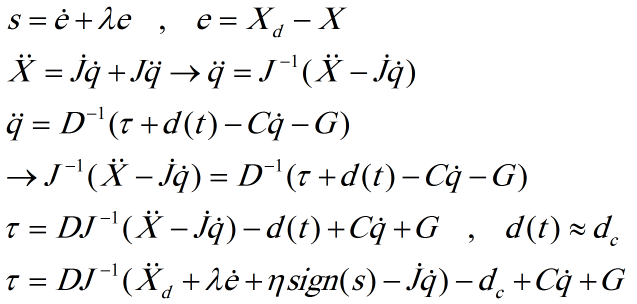 s = ė + λe , e = X_d − X
Ẍ = J̇q̇ + Jq̈ → q̈ = J⁻¹(Ẍ − J̇q̇)
q̈ = D⁻¹(τ + d(t) − Cq̇ − G)
→ J⁻¹(Ẍ − J̇q̇) = D⁻¹(τ + d(t) − Cq̇ − G)
τ = DJ⁻¹(Ẍ − J̇q̇) − d(t) + Cq̇ + G , d(t) ≈ d_c
τ = DJ⁻¹(Ẍ_d + λė + ηsign(s) − J̇q̇) − d_c + Cq̇ + G